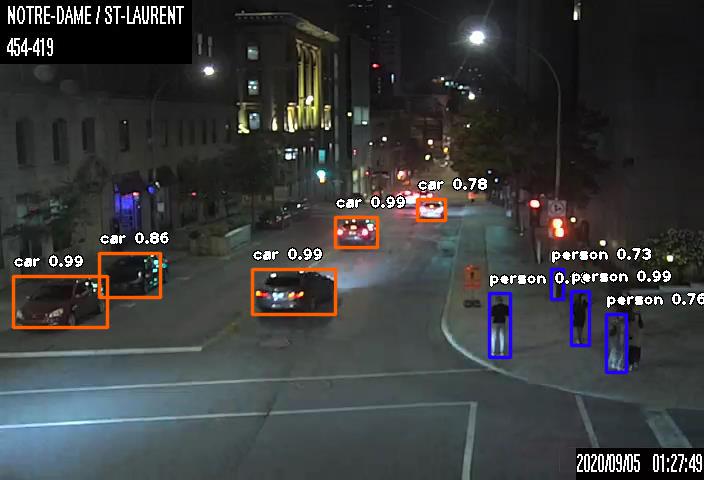 NOTRE-DAME / ST-LAURENT
454-419
car 0.78
car 0.99
car 0.86
car 0.99
car 0.99
person 0.73
person 0.
person 0.99
person 0.76
2020/09/05 01:27:49